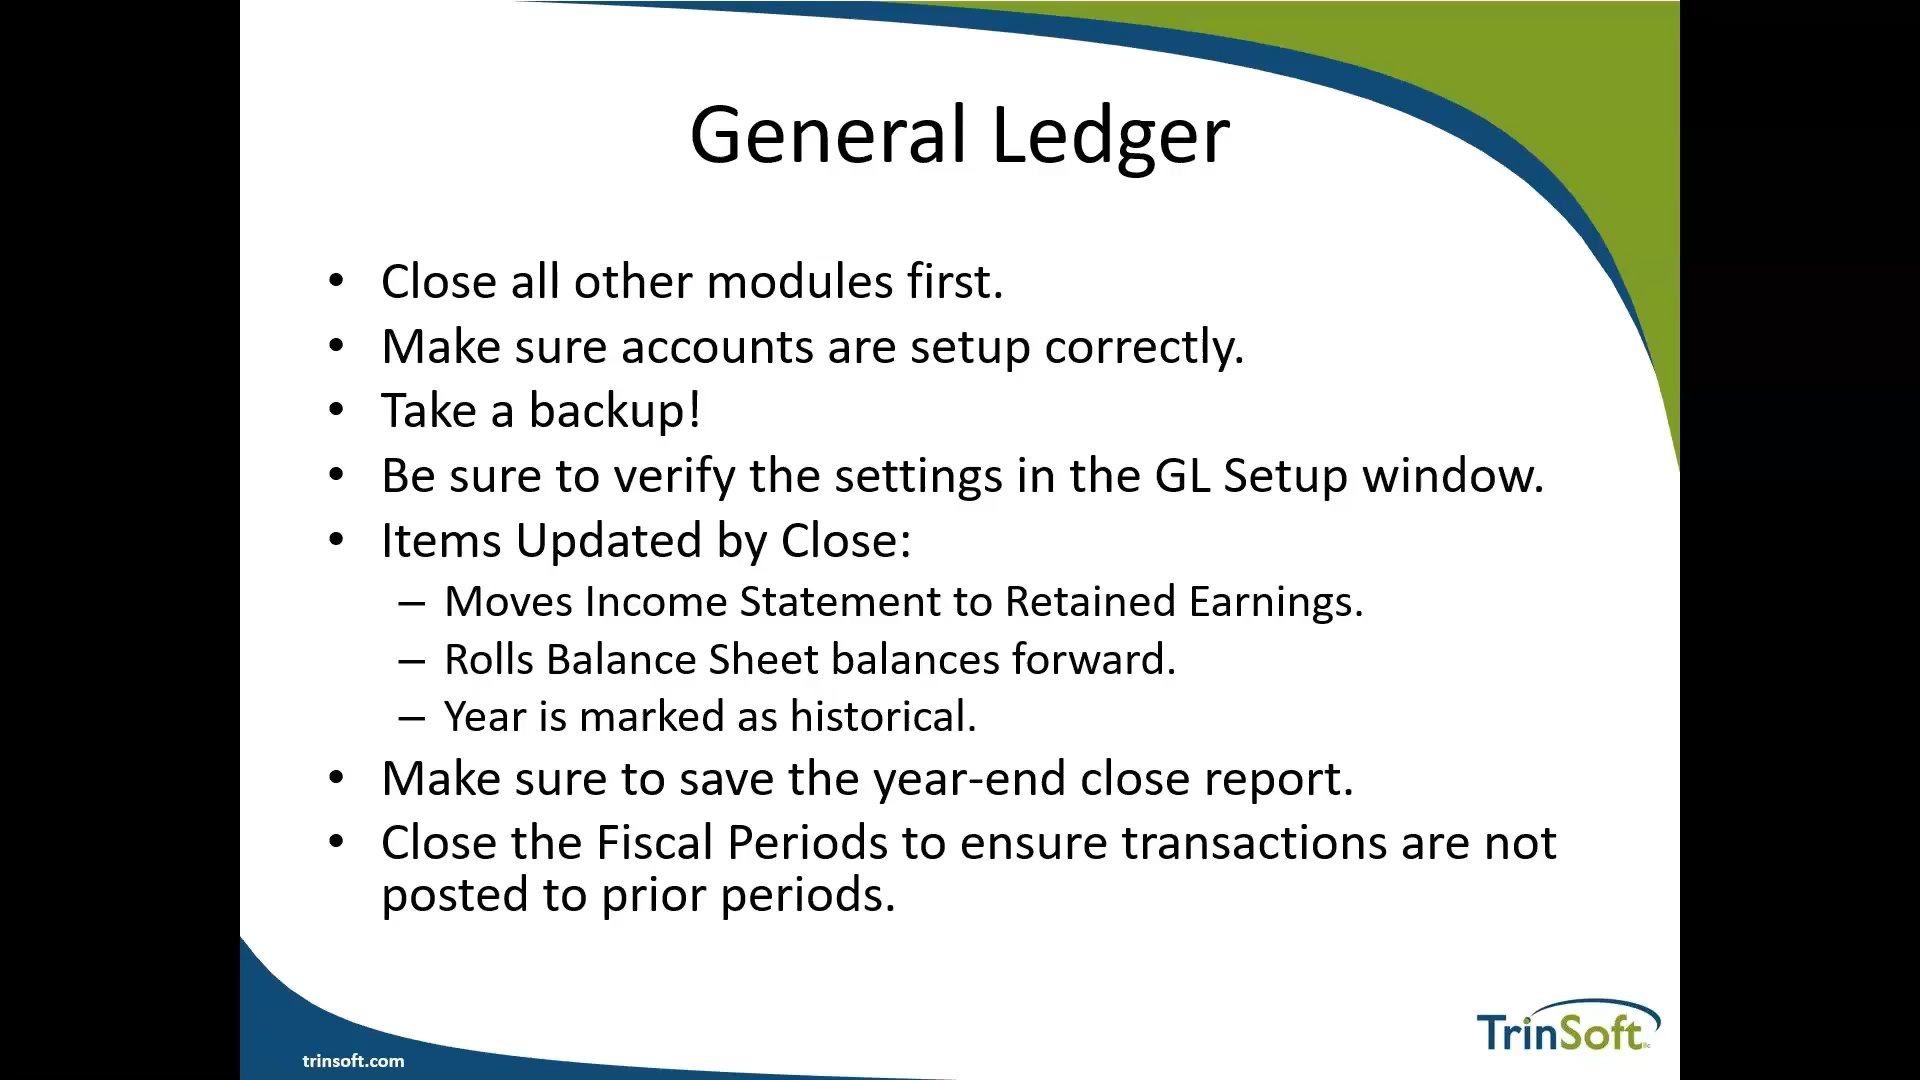 General Ledger
• Close all other modules first.
• Make sure accounts are setup correctly.
• Take a backup!
• Be sure to verify the settings in the GL Setup window.
• Items Updated by Close:
– Moves Income Statement to Retained Earnings.
– Rolls Balance Sheet balances forward.
– Year is marked as historical.
• Make sure to save the year-end close report.
• Close the Fiscal Periods to ensure transactions are not
posted to prior periods.
TrinSoft llc
trinsoft.com